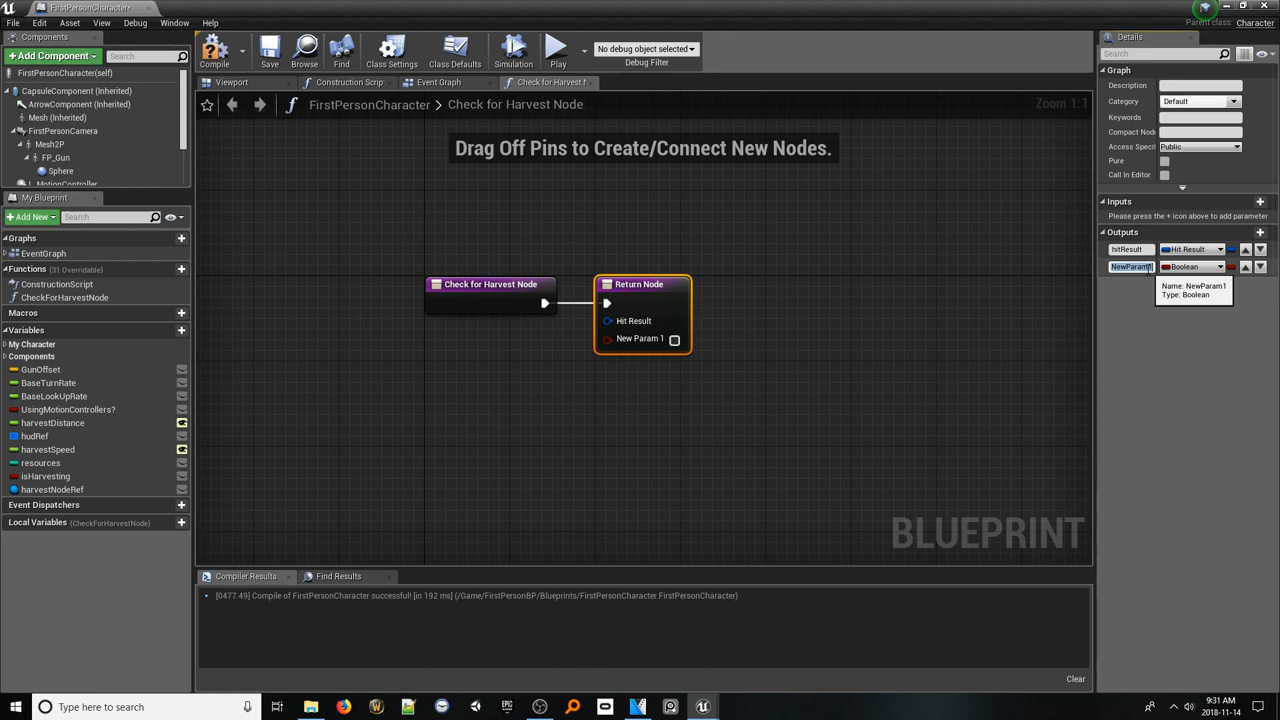 FirstPersonCharacter*
Parent class: Character
File Edit Asset View Debug Window Help
Components
+ Add Component
Search
FirstPersonCharacter(self)
CapsuleComponent (Inherited)
ArrowComponent (Inherited)
Mesh (Inherited)
FirstPersonCamera
Mesh2P
FP_Gun
Sphere
L_MotionController
My Blueprint
+ Add New
Search
Graphs
EventGraph
Functions (31 Overridable)
ConstructionScript
CheckForHarvestNode
Macros
Variables
My Character
Components
GunOffset
BaseTurnRate
BaseLookUpRate
UsingMotionControllers?
harvestDistance
hudRef
harvestSpeed
resources
isHarvesting
harvestNodeRef
Event Dispatchers
Local Variables (CheckForHarvestNode)
Compile
Save
Browse
Find
Class Settings
Class Defaults
Simulation
Play
No debug object selected
Debug Filter
Viewport
Construction Scrip
Event Graph
Check for Harvest N
FirstPersonCharacter > Check for Harvest Node
Zoom 1:1
Drag Off Pins to Create/Connect New Nodes.
Check for Harvest Node
Return Node
Hit Result
New Param 1
BLUEPRINT
Compiler Results
Find Results
[0477.49] Compile of FirstPersonCharacter successful! [in 192 ms] (/Game/FirstPersonBP/Blueprints/FirstPersonCharacter.FirstPersonCharacter)
Clear
Details
Search
Graph
Description
Category Default
Keywords
Compact Node
Access Specif Public
Pure
Call In Editor
Inputs
Please press the + icon above to add parameter
Outputs
hitResult Hit Result
NewParam1 Boolean
Name: NewParam1
Type: Boolean
Type here to search
9:31 AM
2018-11-14